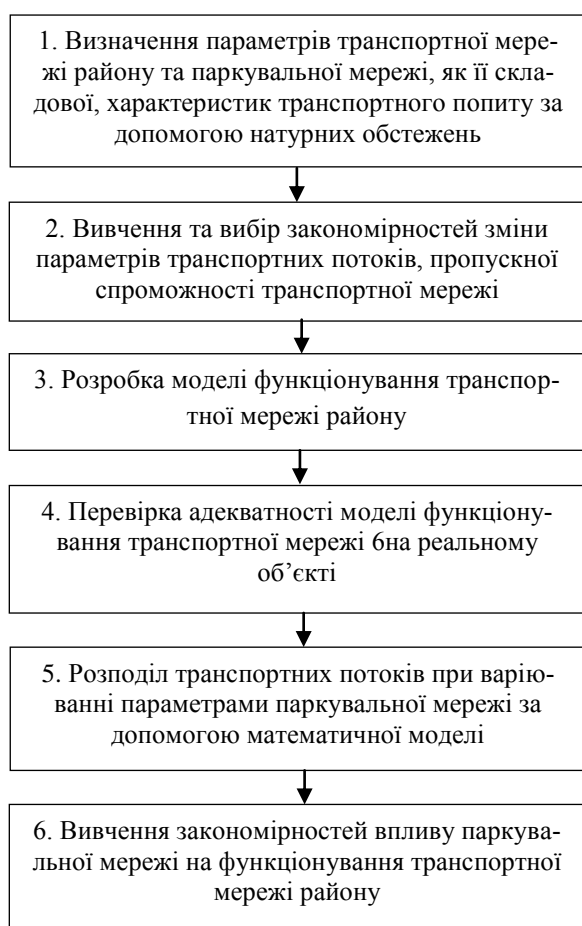 1. Визначення параметрів транспортної мере-
жі району та паркувальної мережі, як її скла-
дової, характеристик транспортного попиту за
допомогою натурних обстежень
2. Вивчення та вибір закономірностей зміни
параметрів транспортних потоків, пропускної
спроможності транспортної мережі
3. Розробка моделі функціонування транспор-
тної мережі району
4. Перевірка адекватності моделі функціону-
вання транспортної мережі 6на реальному
об’єкті
5. Розподіл транспортних потоків при варію-
ванні параметрами паркувальної мережі за
допомогою математичної моделі
6. Вивчення закономірностей впливу паркува-
льної мережі на функціонування транспортної
мережі району